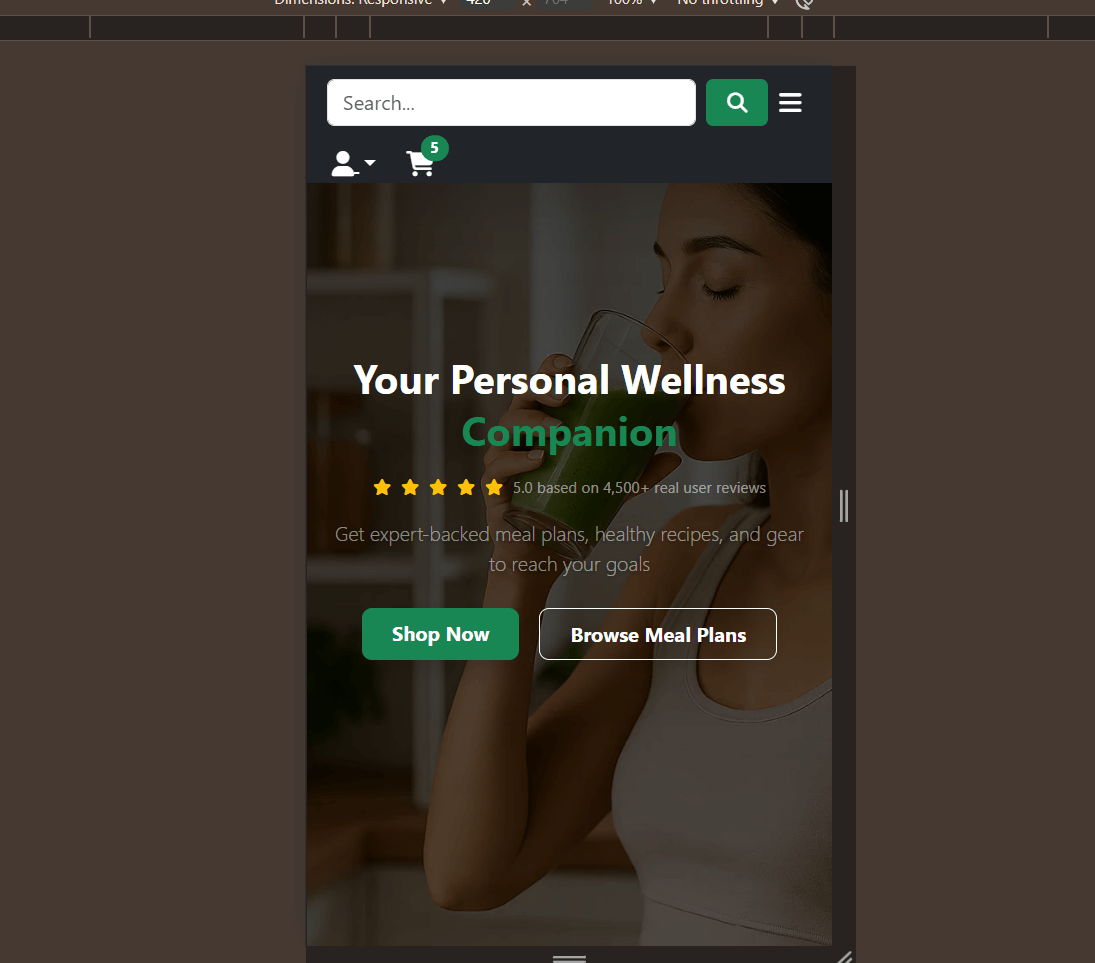 Dimensions: Responsive 420 × 764 100% No throttling
Search...
5
Your Personal Wellness
Companion
5.0 based on 4,500+ real user reviews
Get expert-backed meal plans, healthy recipes, and gear
to reach your goals
Shop Now
Browse Meal Plans